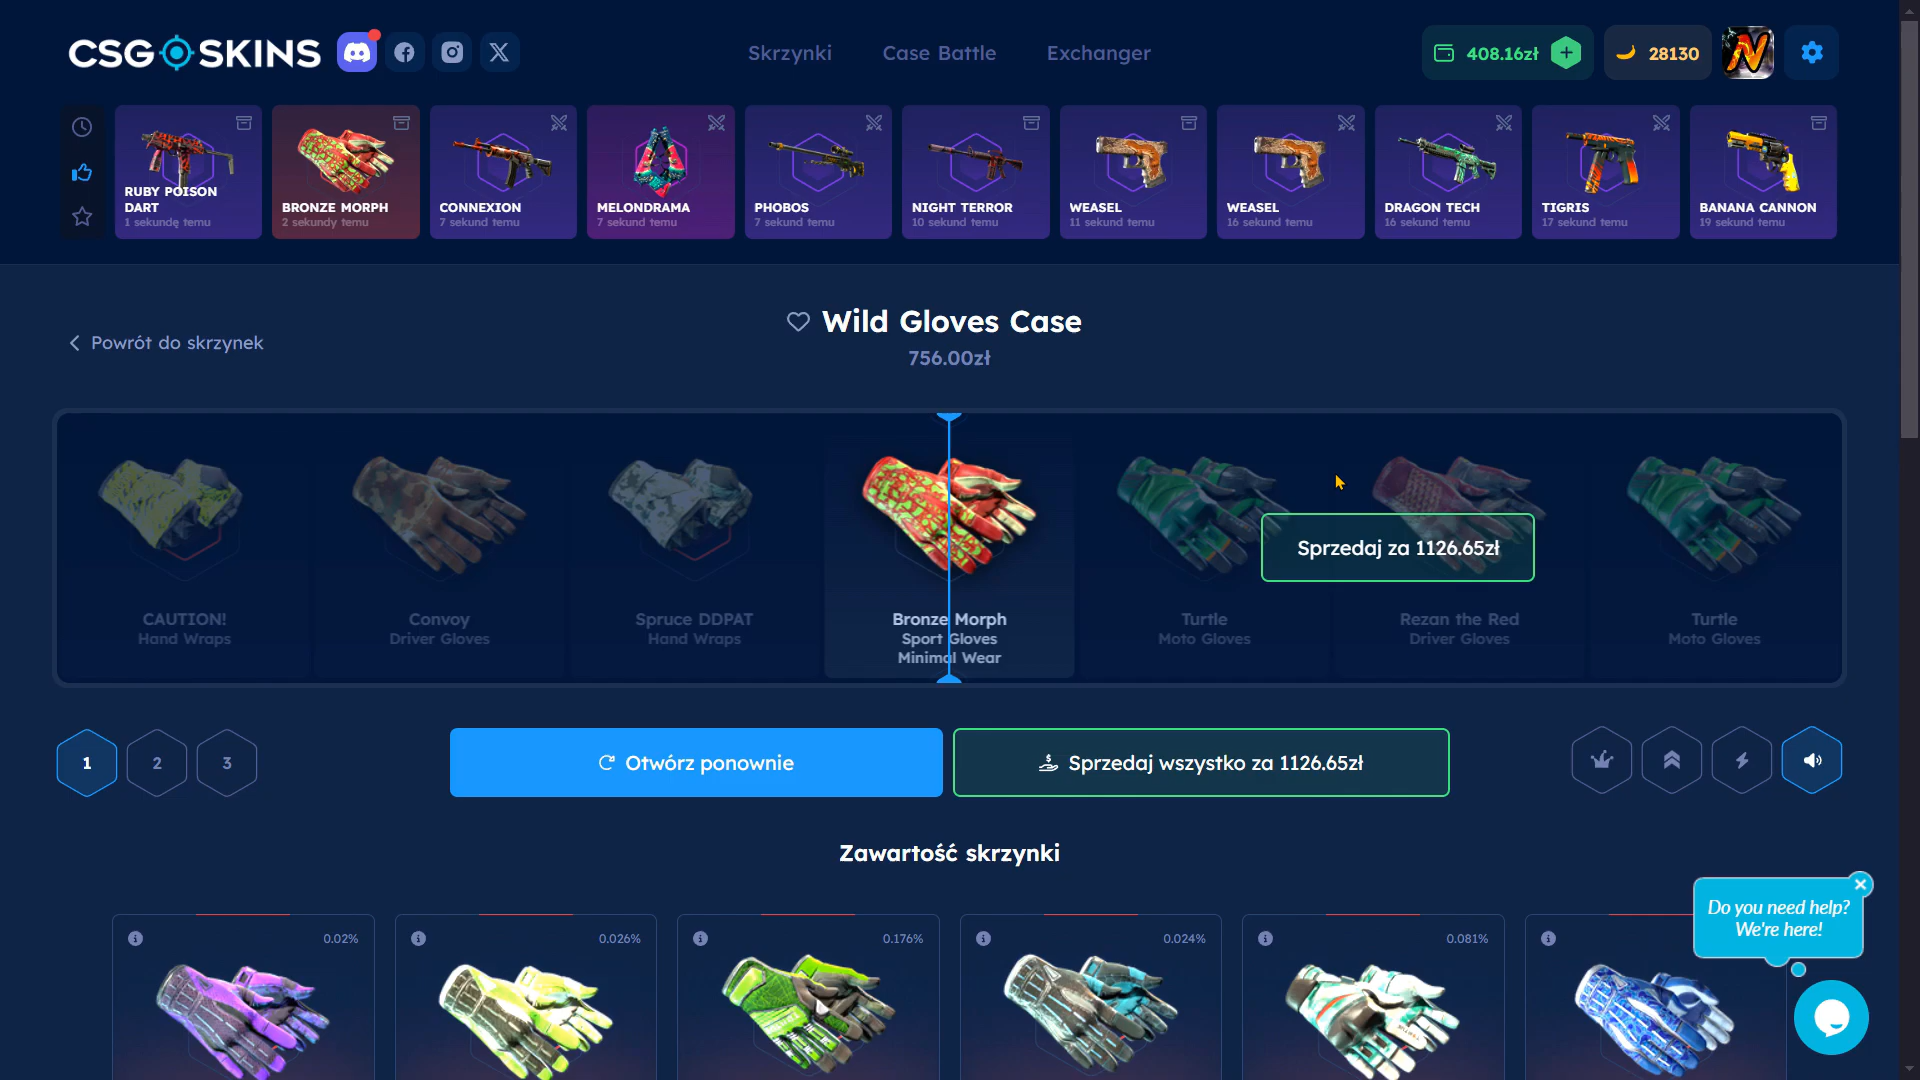 CSGOSKINS
Skrzynki
Case Battle
Exchanger
408.16zł
28130
RUBY POISON DART
1 sekundę temu
BRONZE MORPH
2 sekundy temu
CONNEXION
7 sekund temu
MELONDRAMA
7 sekund temu
PHOBOS
7 sekund temu
NIGHT TERROR
10 sekund temu
WEASEL
11 sekund temu
WEASEL
16 sekund temu
DRAGON TECH
16 sekund temu
TIGRIS
17 sekund temu
BANANA CANNON
19 sekund temu
Powrót do skrzynek
Wild Gloves Case
756.00zł
CAUTION!
Hand Wraps
Convoy
Driver Gloves
Spruce DDPAT
Hand Wraps
Bronze Morph
Sport Gloves
Minimal Wear
Turtle
Moto Gloves
Sprzedaj za 1126.65zł
Rezan the Red
Driver Gloves
Turtle
Moto Gloves
1
2
3
Otwórz ponownie
Sprzedaj wszystko za 1126.65zł
Zawartość skrzynki
0.02%
0.026%
0.176%
0.024%
0.081%
Do you need help?
We're here!